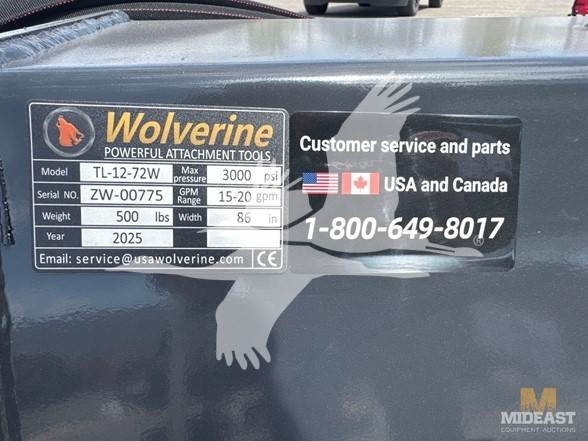 Wolverine
POWERFUL ATTACHMENT TOOLS
Model TL-12-72W Max pressure 3000 psi
Serial NO. ZW-00775 GPM Range 15-20 gpm
Weight 500 lbs Width 86 in
Year 2025
Email: service@usawolverine.com CE
Customer service and parts
USA and Canada
1-800-649-8017
®
M
MIDEAST
EQUIPMENT AUCTIONS